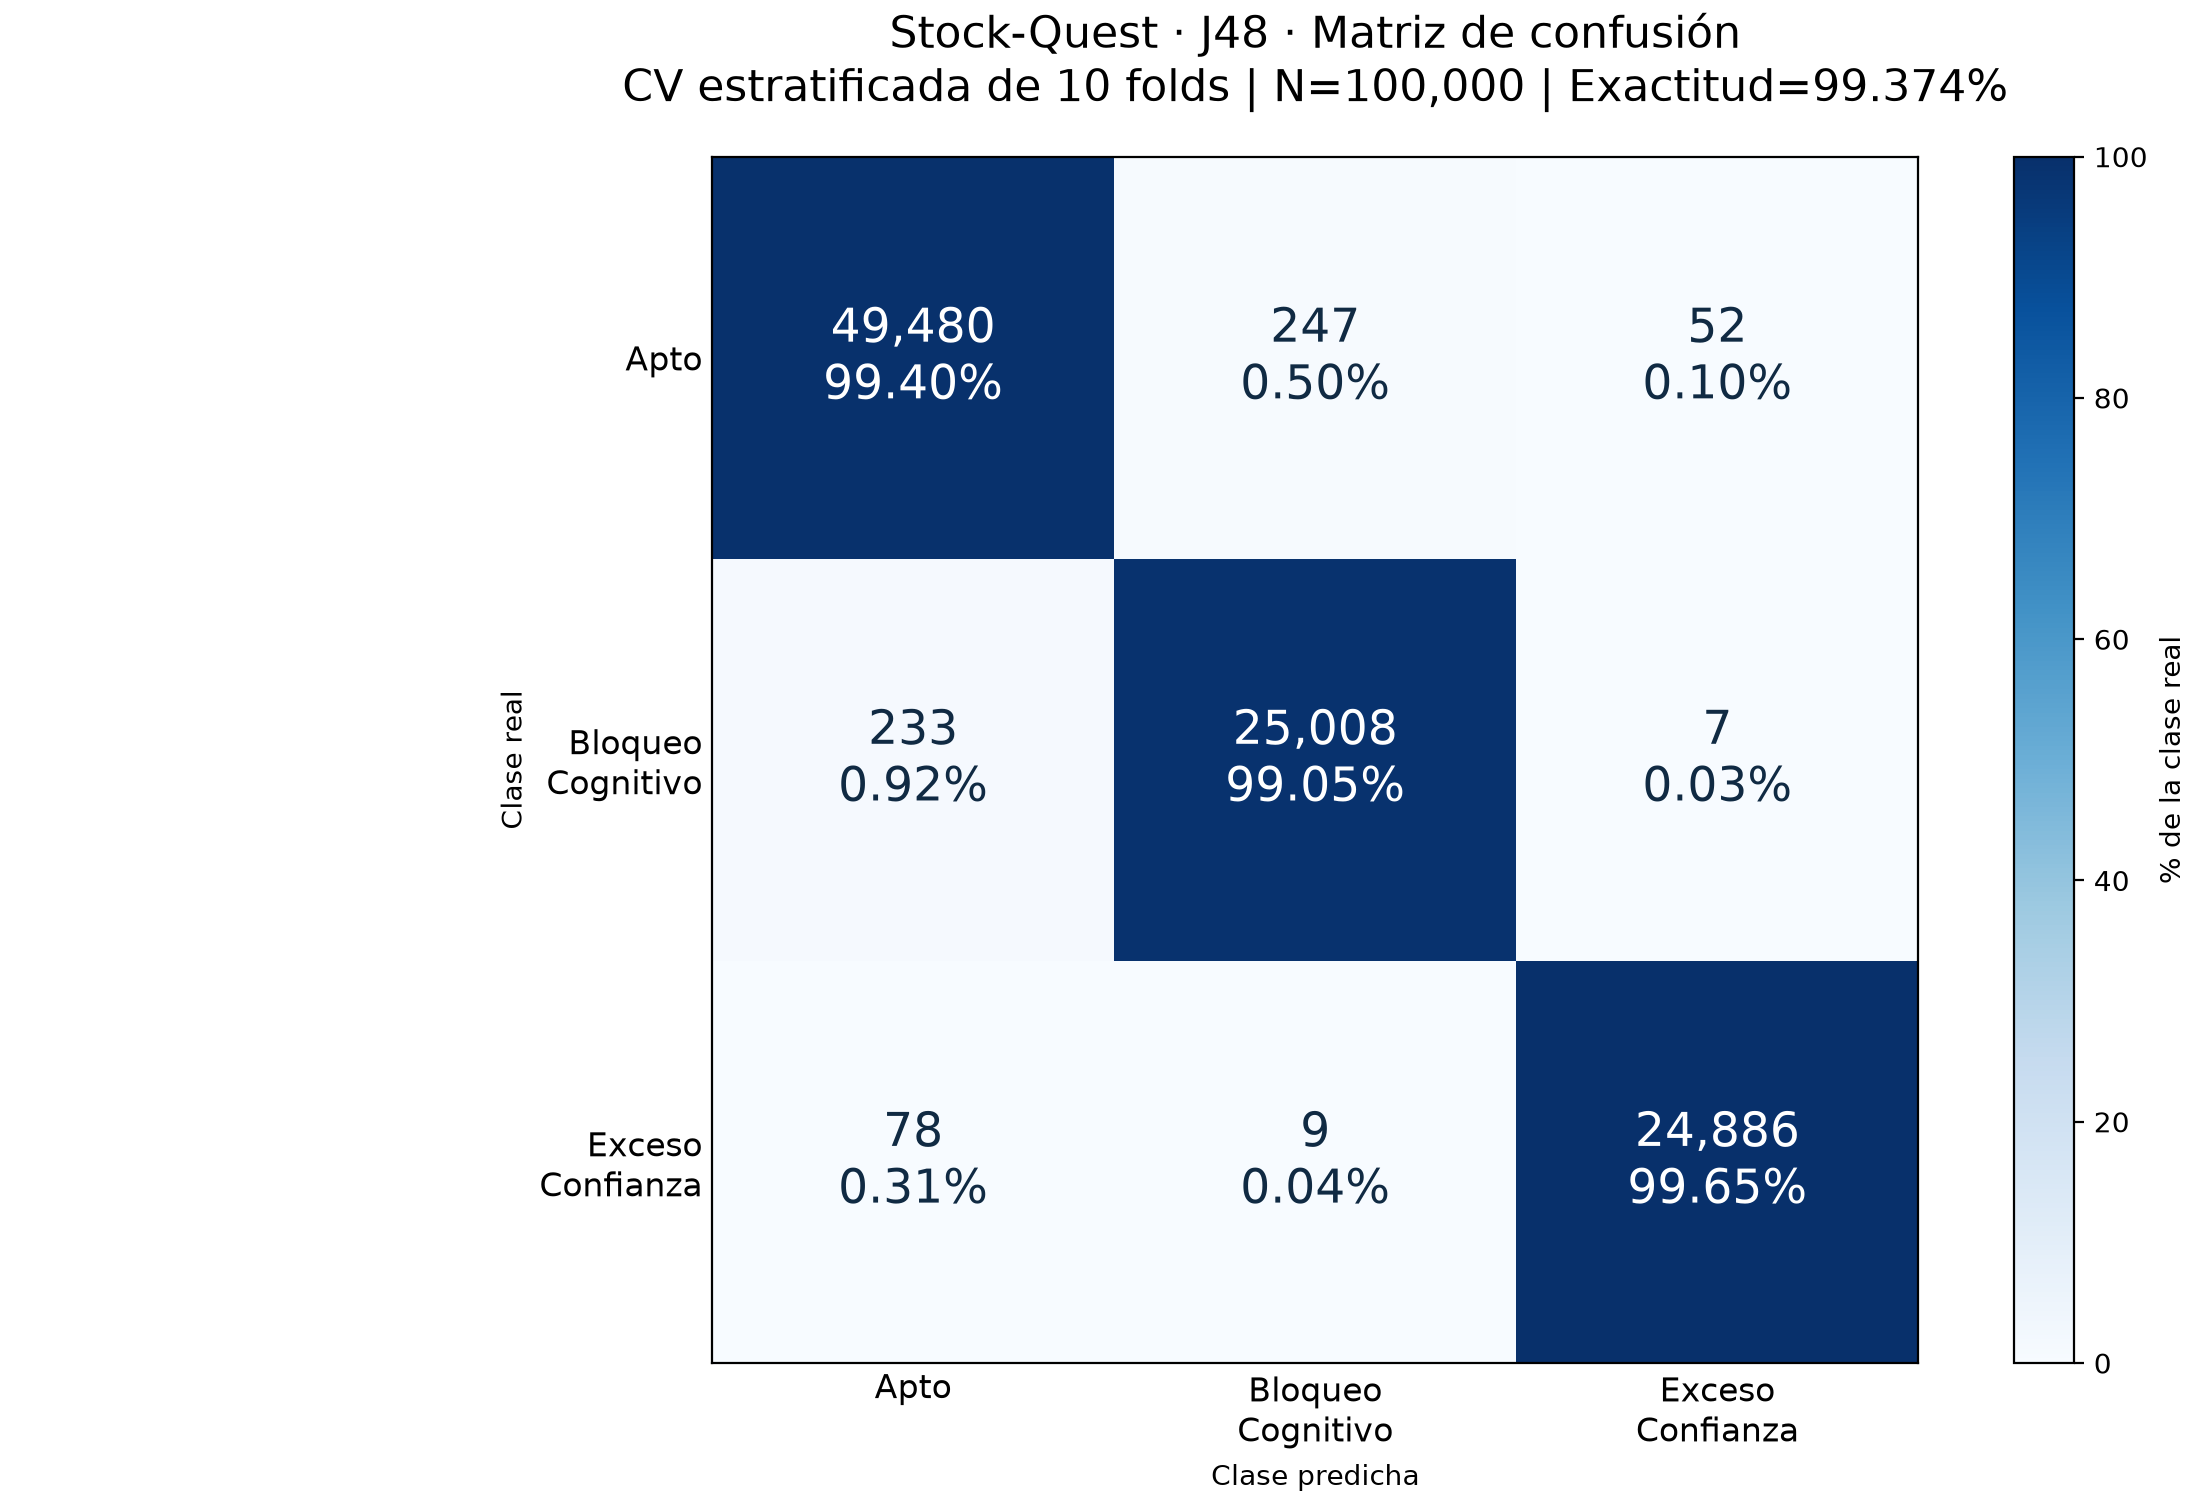 Stock-Quest · J48 · Matriz de confusión
CV estratificada de 10 folds | N=100,000 | Exactitud=99.374%
Clase real
Apto
49,480
99.40%
247
0.50%
52
0.10%
Bloqueo
Cognitivo
233
0.92%
25,008
99.05%
7
0.03%
Exceso
Confianza
78
0.31%
9
0.04%
24,886
99.65%
Apto
Bloqueo
Cognitivo
Exceso
Confianza
Clase predicha
100
80
60
40
20
0
% de la clase real